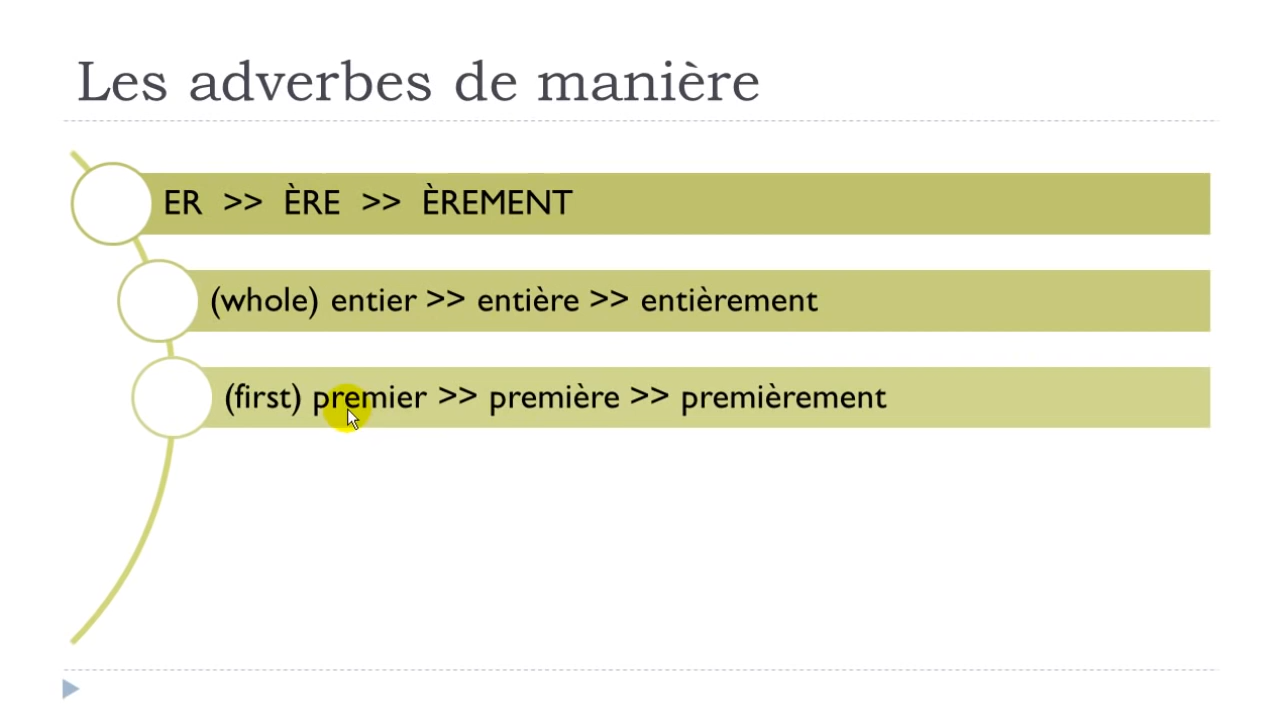 Les adverbes de manière
ER >> ÈRE >> ÈREMENT
(whole) entier >> entière >> entièrement
(first) premier >> première >> premièrement